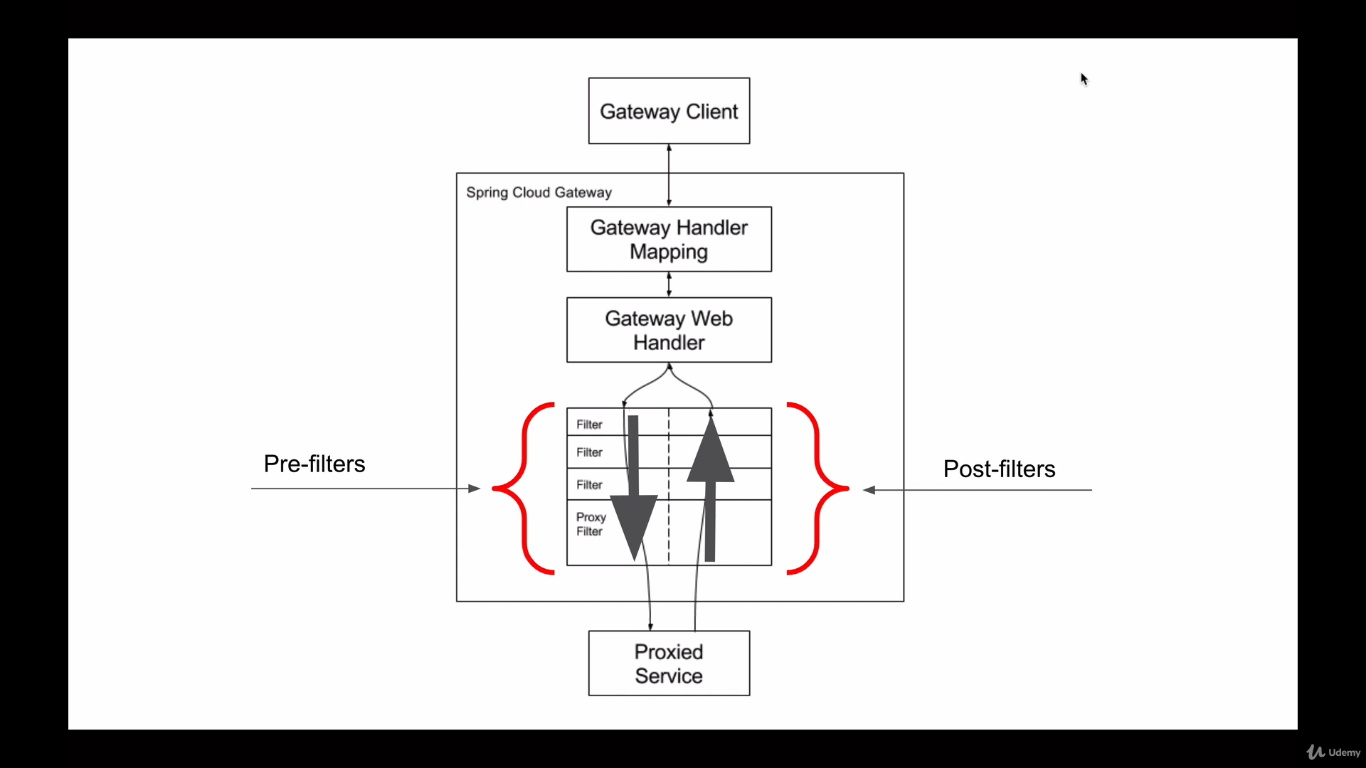 Gateway Client
Spring Cloud Gateway
Gateway Handler
Mapping
Gateway Web
Handler
Filter
Filter
Filter
Proxy
Filter
Pre-filters
Post-filters
Proxied
Service
Udemy